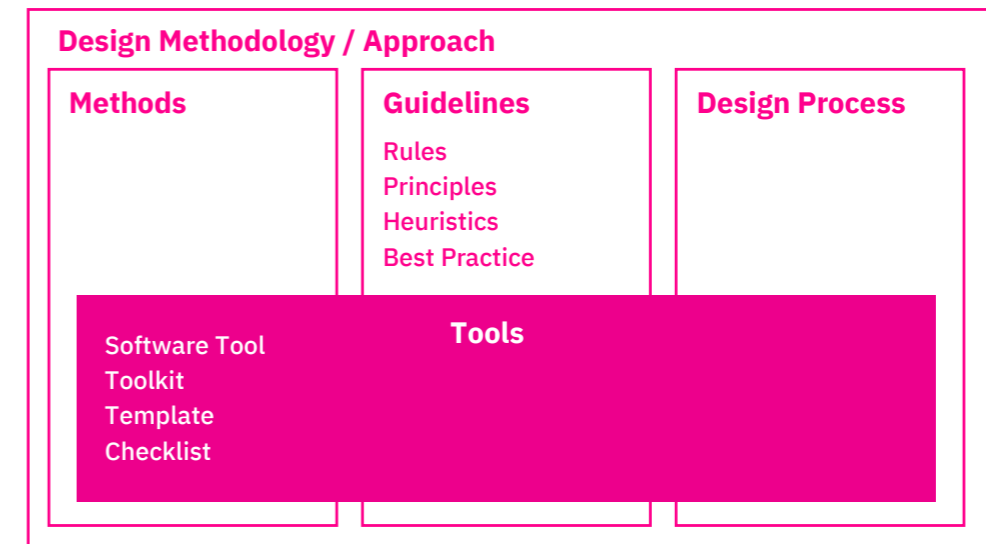 Design Methodology / Approach
Methods
Guidelines
Rules
Principles
Heuristics
Best Practice
Design Process
Tools
Software Tool
Toolkit
Template
Checklist